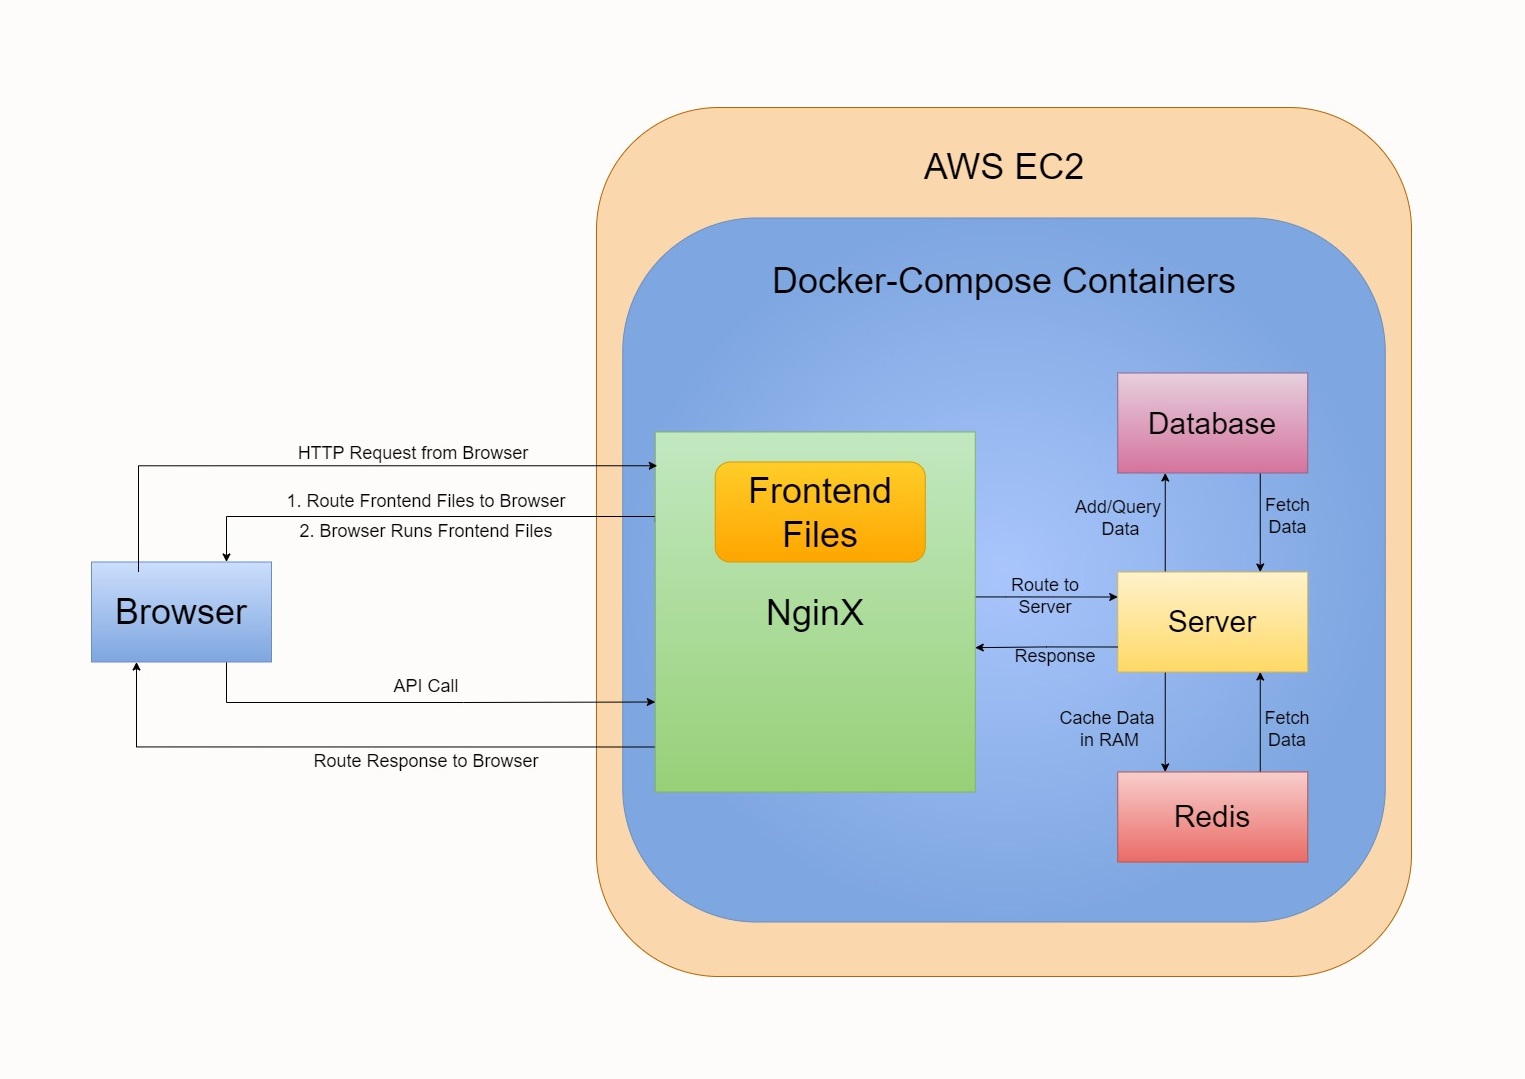 AWS EC2
Docker-Compose Containers
HTTP Request from Browser
1. Route Frontend Files to Browser
2. Browser Runs Frontend Files
Browser
API Call
Route Response to Browser
Frontend
Files
NginX
Route to
Server
Response
Database
Add/Query
Data
Fetch
Data
Server
Cache Data
in RAM
Fetch
Data
Redis